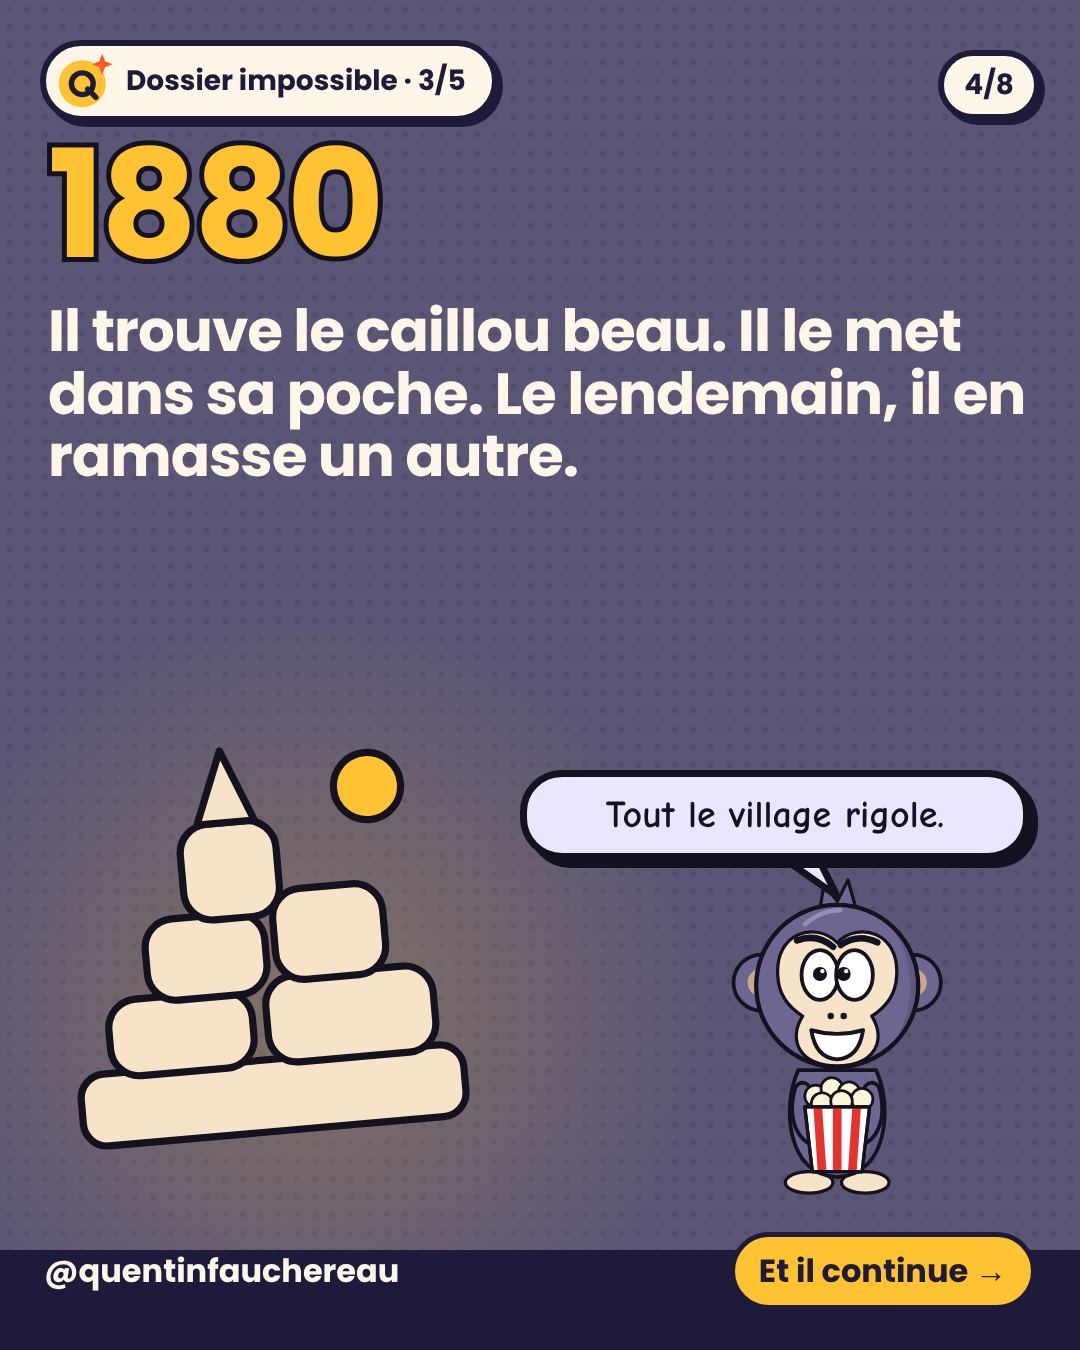 Dossier impossible · 3/5
4/8
1880
Il trouve le caillou beau. Il le met
dans sa poche. Le lendemain, il en
ramasse un autre.
Tout le village rigole.
@quentinfauchereau
Et il continue →